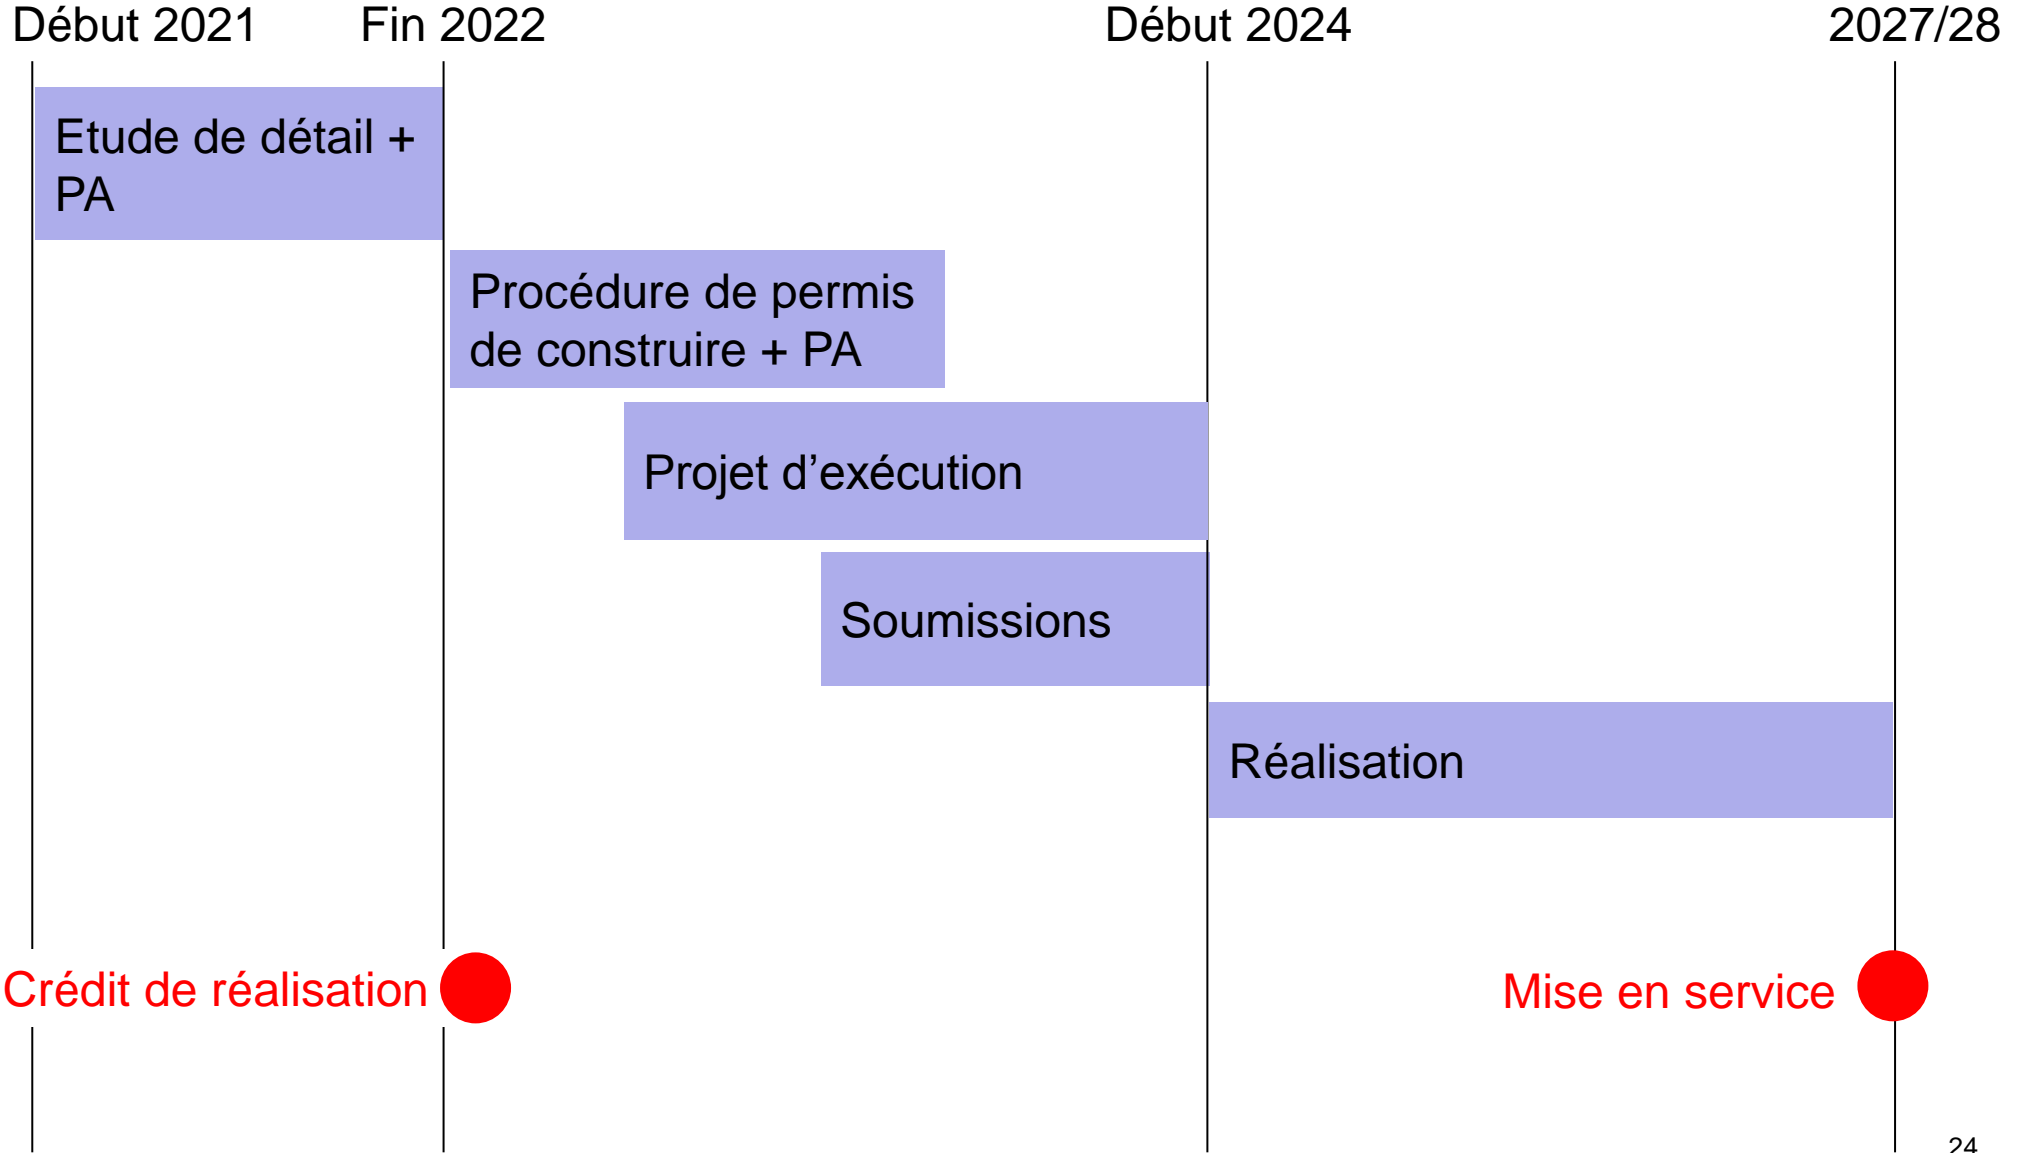 Début 2021
Fin 2022
Début 2024
2027/28
Etude de détail +
PA
Procédure de permis
de construire + PA
Projet d’exécution
Soumissions
Réalisation
Crédit de réalisation
Mise en service
24